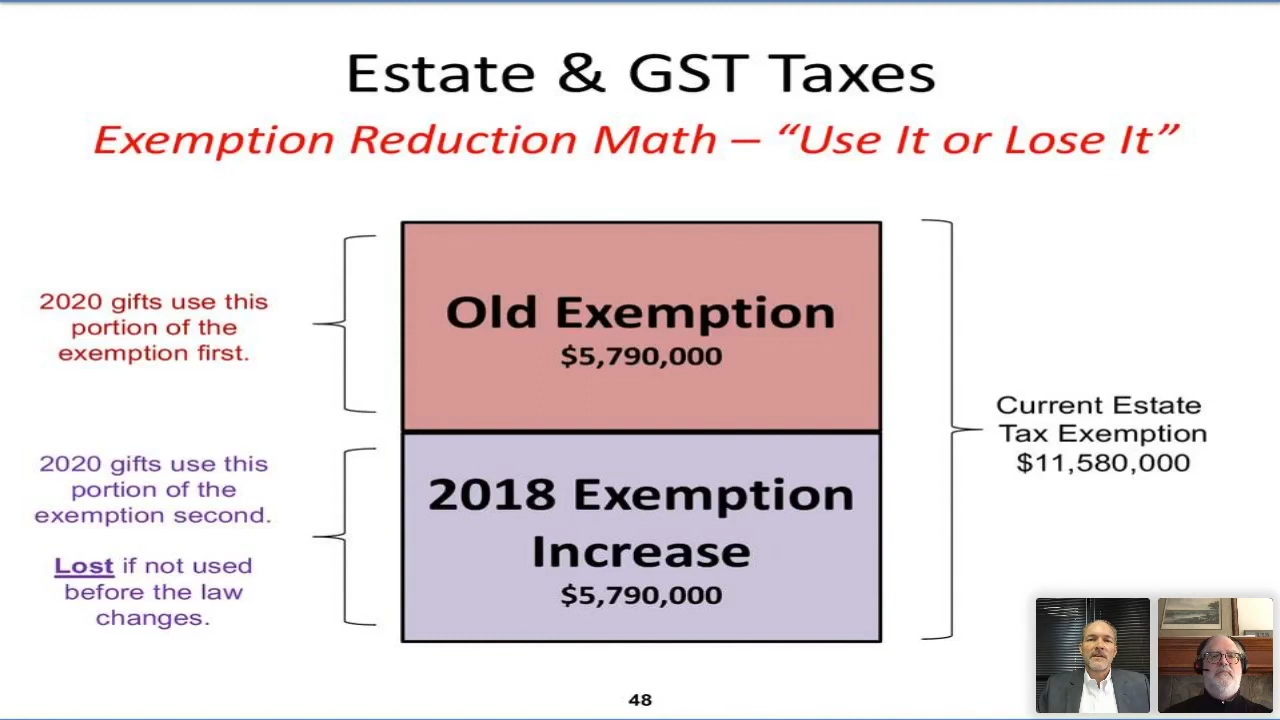 Estate & GST Taxes
Exemption Reduction Math – “Use It or Lose It”
2020 gifts use this
portion of the
exemption first.
Old Exemption
$5,790,000
2020 gifts use this
portion of the
exemption second.
Lost if not used
before the law
changes.
2018 Exemption
Increase
$5,790,000
Current Estate
Tax Exemption
$11,580,000
48